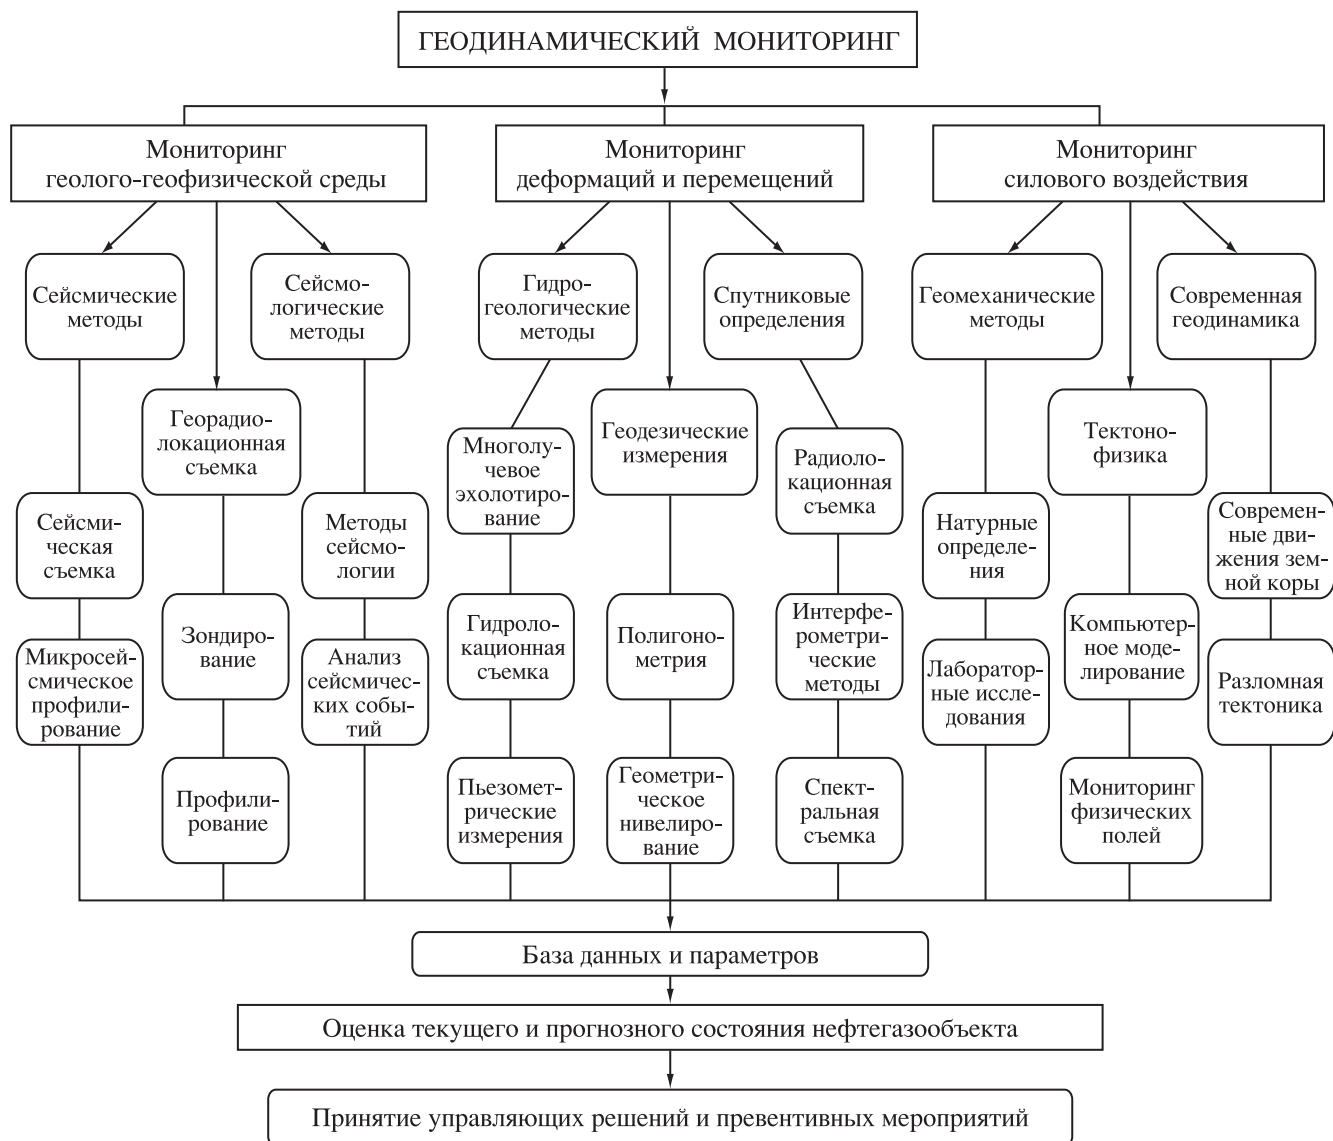 ГЕОДИНАМИЧЕСКИЙ МОНИТОРИНГ
Мониторинг
геолого-геофизической среды
Мониторинг
деформаций и перемещений
Мониторинг
силового воздействия
Сейсмические
методы
Сейсмо-
логические
методы
Гидро-
геологические
методы
Спутниковые
определения
Геомеханические
методы
Современная
геодинамика
Георадио-
локационная
съемка
Геодезические
измерения
Тектоно-
физика
Многолу-
чевое
эхолотиро-
вание
Радиоло-
кационная
съемка
Сейсми-
ческая
съемка
Методы
сейсмо-
логии
Натурные
определе-
ния
Современ-
ные дви-
жения зем-
ной коры
Зондиро-
вание
Гидроло-
кационная
съемка
Полигоно-
метрия
Интерфе-
рометри-
ческие
методы
Компьютер-
ное моде-
лирование
Микросей-
смическое
профили-
рование
Анализ
сейсмичес-
ких собы-
тий
Лаборатор-
ные иссле-
дования
Разломная
тектоника
Профили-
рование
Пьезомет-
рические
измерения
Геометри-
ческое
нивелиро-
вание
Спект-
ральная
съемка
Мониторинг
физических
полей
База данных и параметров
Оценка текущего и прогнозного состояния нефтегазообъекта
Принятие управляющих решений и превентивных мероприятий